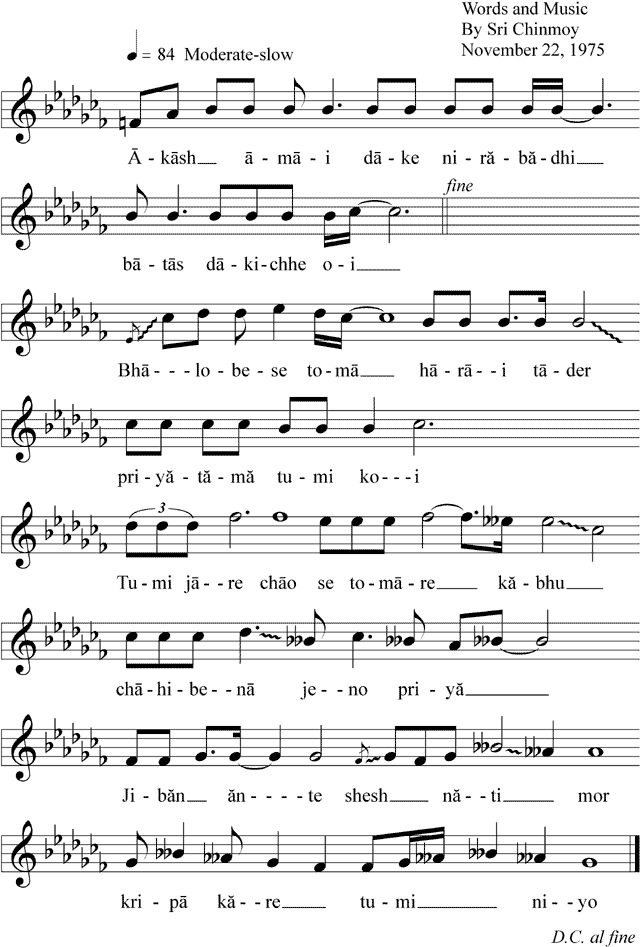 Words and Music
By Sri Chinmoy
November 22, 1975
♩ = 84 Moderate-slow
Ā - kāsh ā - mā - i dā - ke ni - ră - bă - dhi
fine
bā - tās dā - ki - chhe o - i
Bhā - - - lo - be - se to - mā hā - rā - i tā - der
3
pri - yă - tă - mă tu - mi ko - - - i
Tu - mi jā - re chāo se to - mā - re kă - bhu
chā - hi - be - nā je - no pri - yă
Ji - băn ăn - - - - te shesh nă - ti mor
kri - pā kă - re tu - mi ni - yo
D.C. al fine